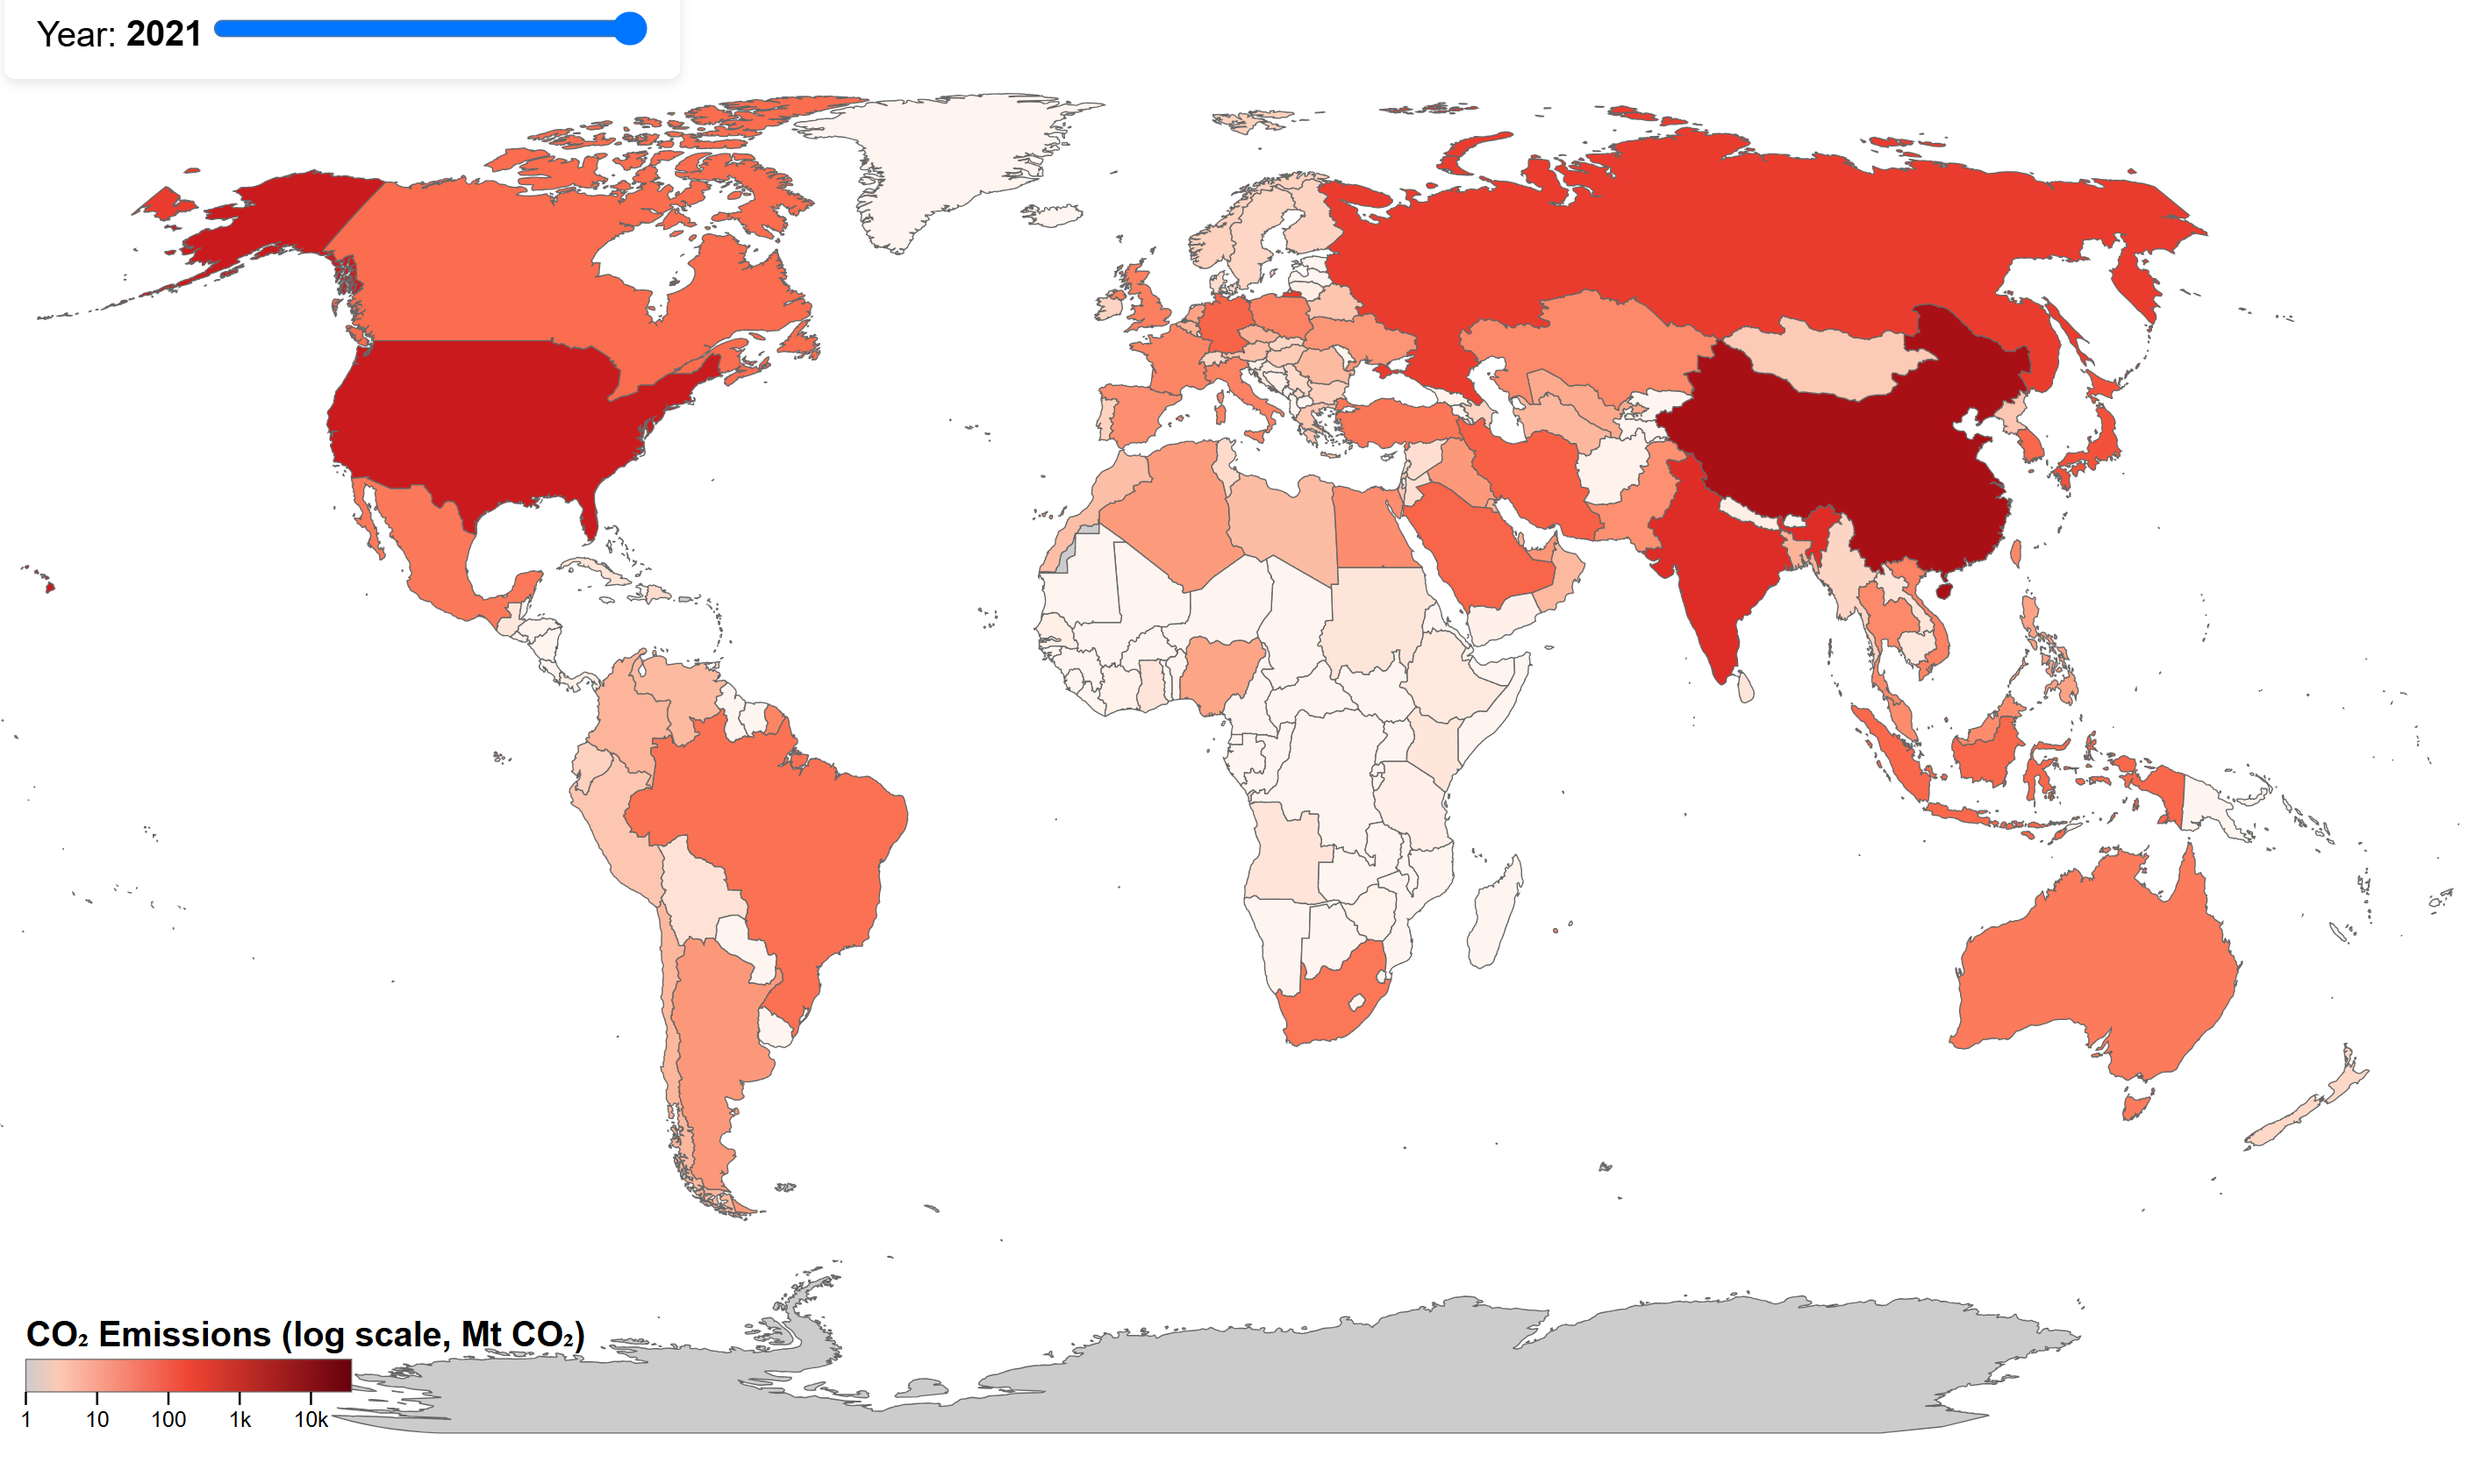 Year: 2021
CO₂ Emissions (log scale, Mt CO₂)
1 10 100 1k 10k